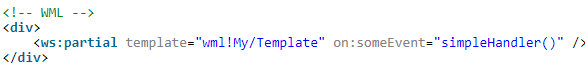 <!-- WML -->
<div>
    <ws:partial template="wml!My/Template" on:someEvent="simpleHandler()" />
</div>